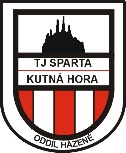 TJ SPARTA
KUTNÁ HORA
ODDÍL HÁZENÉ